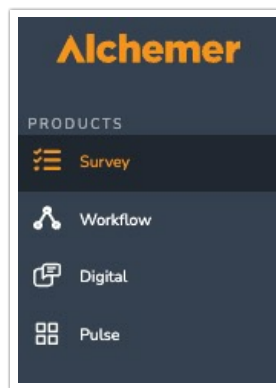 Alchemer
PRODUCTS
Survey
Workflow
Digital
Pulse